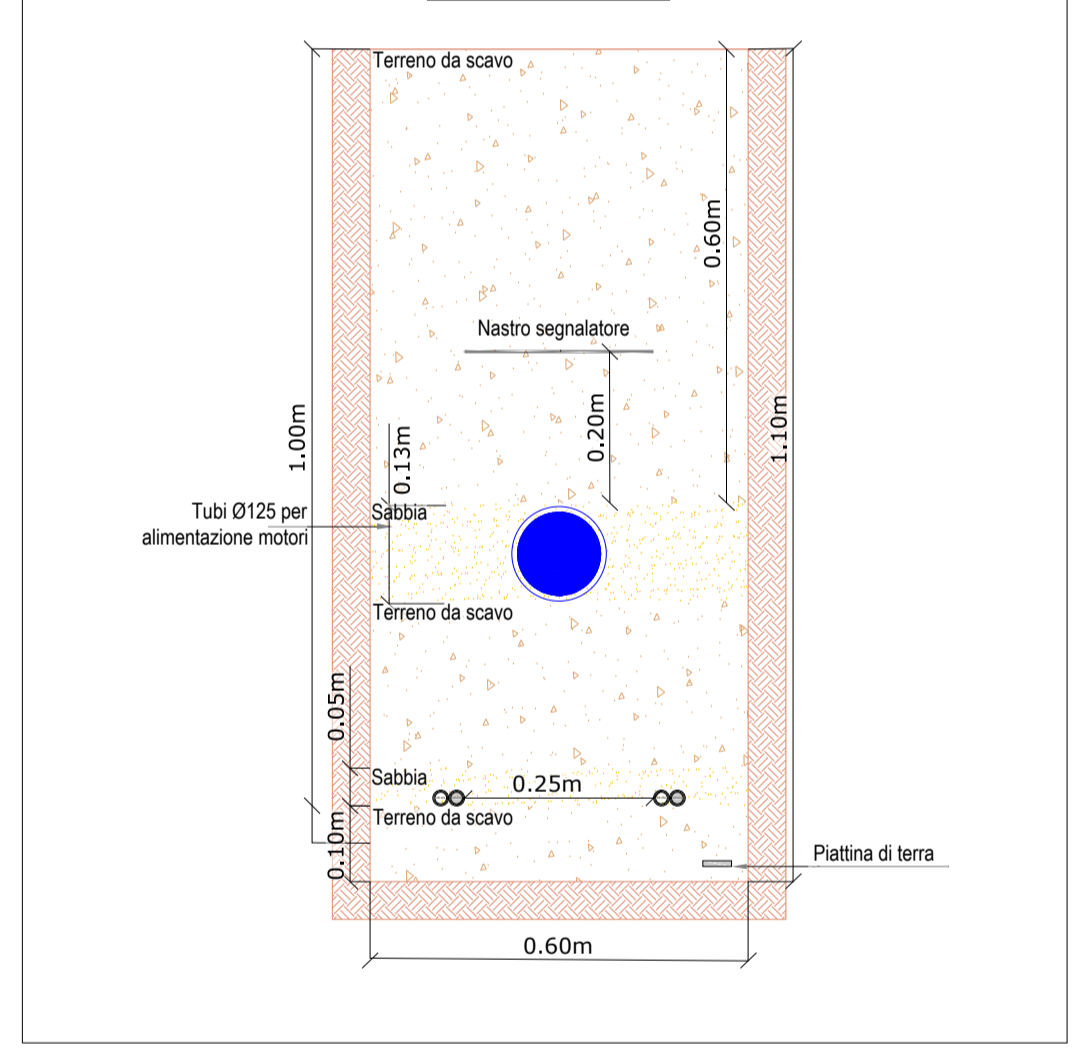 Terreno da scavo
0.60m
Nastro segnalatore
0.20m
1.00m
1.10m
0.13m
Tubi Ø125 per
alimentazione motori
Sabbia
Terreno da scavo
0.05m
Sabbia
0.25m
Terreno da scavo
0.10m
Piattina di terra
0.60m